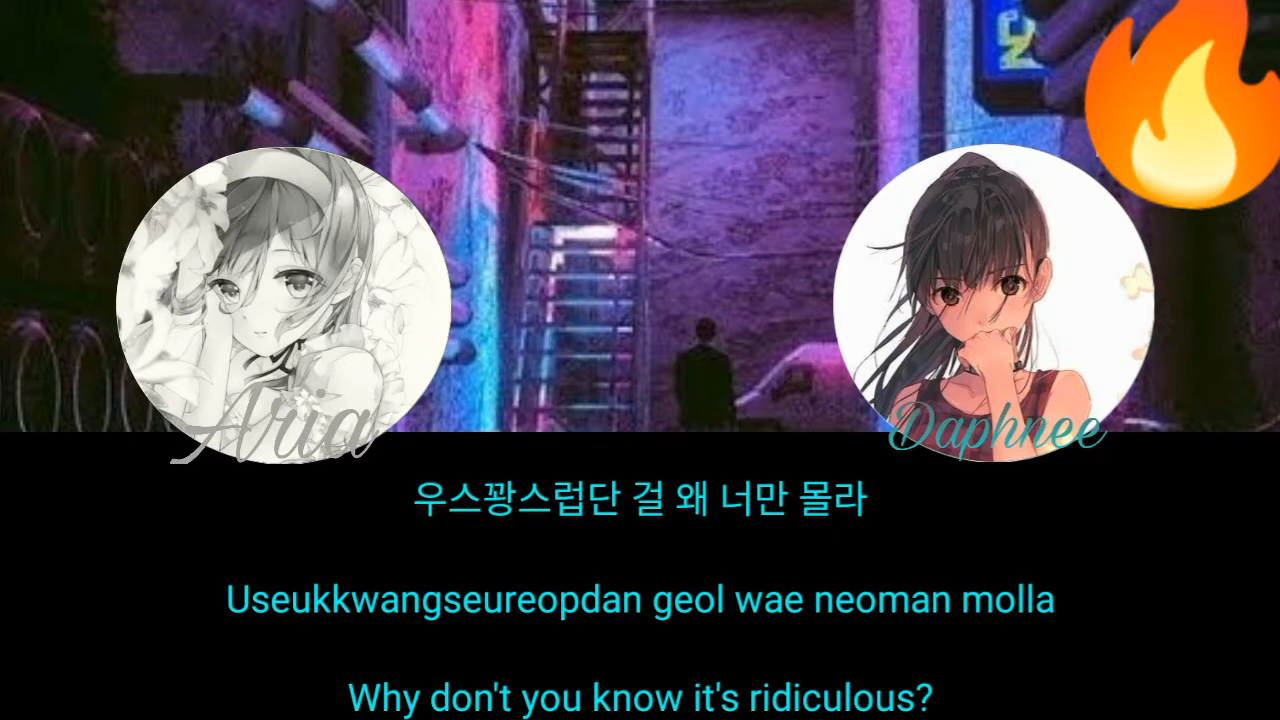 Aria
Daphnee
우스꽝스럽단 걸 왜 너만 몰라
Useukkwangseureopdan geol wae neoman molla
Why don't you know it's ridiculous?